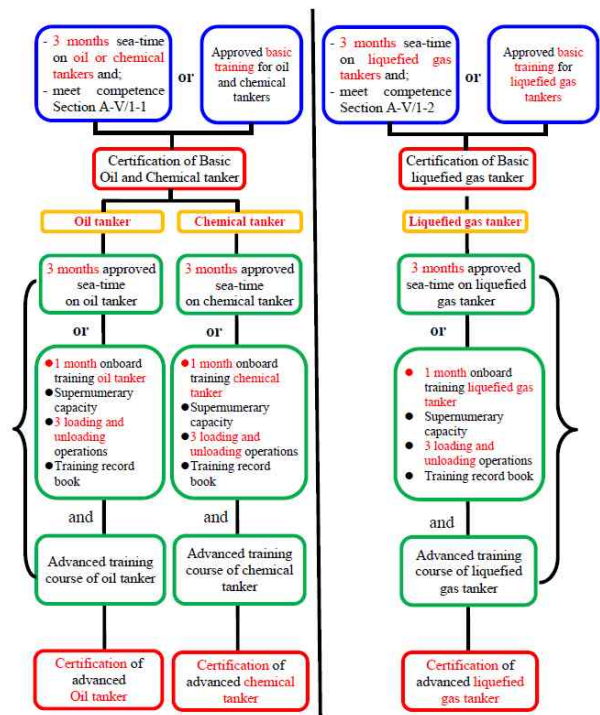 - 3 months sea-time
on oil or chemical
tankers and;
- meet competence
Section A-V/1-1
or
Approved basic
training for oil
and chemical
tankers
Certification of Basic
Oil and Chemical tanker
Oil tanker
Chemical tanker
3 months approved
sea-time
on oil tanker
3 months approved
sea-time
on chemical tanker
or
or
●1 month onboard
training oil tanker
●Supernumerary
capacity
●3 loading and
unloading
operations
●Training record
book
●1 month onboard
training chemical
tanker
●Supernumerary
capacity
●3 loading and
unloading operations
●Training record
book
and
and
Advanced training
course of oil tanker
Advanced training
course of chemical
tanker
Certification of
advanced
Oil tanker
Certification of
advanced chemical
tanker
- 3 months sea-time
on liquefied gas
tankers and;
- meet competence
Section A-V/1-2
or
Approved basic
training for
liquefied gas
tankers
Certification of Basic
liquefied gas tanker
Liquefied gas tanker
3 months approved
sea-time on liquefied
gas tanker
or
● 1 month onboard
training liquefied gas
tanker
● Supernumerary
capacity
● 3 loading and
unloading operations
● Training record book
and
Advanced training
course of liquefied
gas tanker
Certification of
advanced liquefied
gas tanker